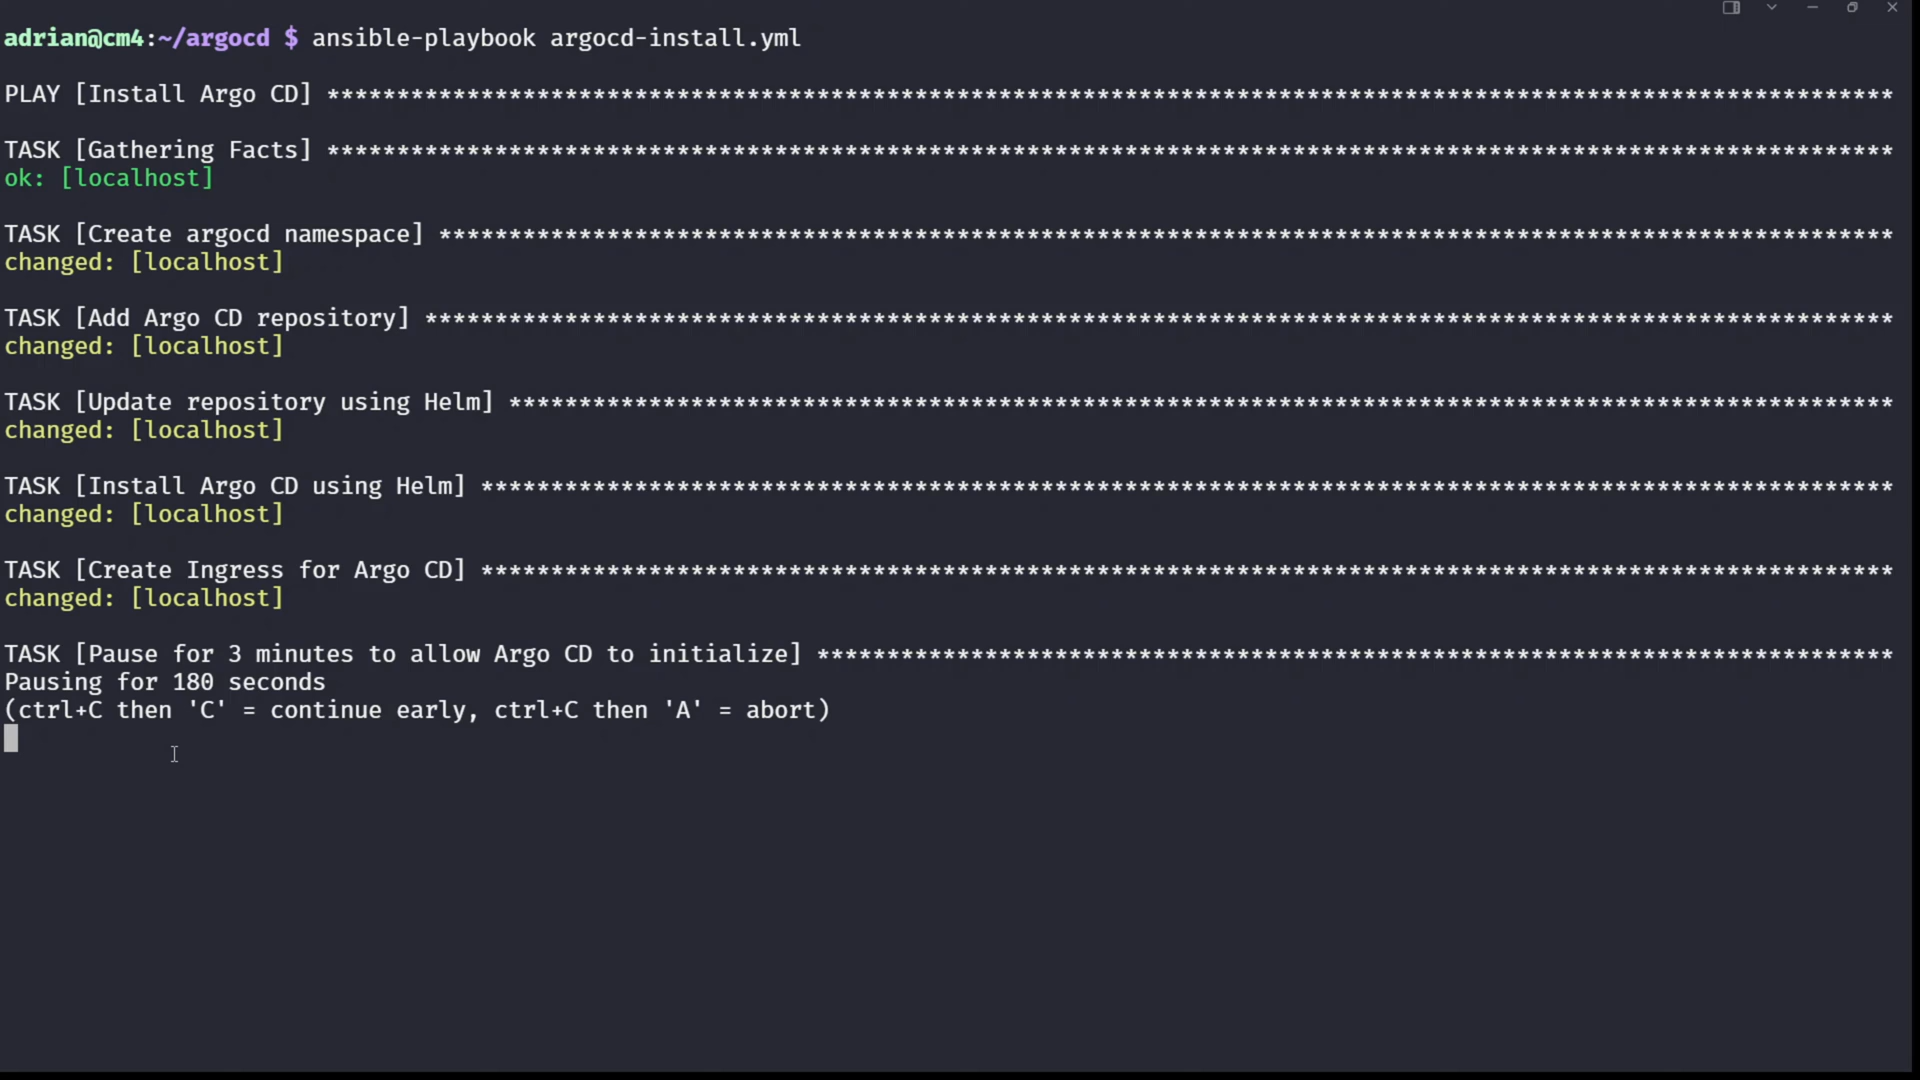 adrian@cm4:~/argocd $ ansible-playbook argocd-install.yml
PLAY [Install Argo CD] ****************************************************************************************************************
TASK [Gathering Facts] ****************************************************************************************************************
ok: [localhost]
TASK [Create argocd namespace] ********************************************************************************************************
changed: [localhost]
TASK [Add Argo CD repository] *********************************************************************************************************
changed: [localhost]
TASK [Update repository using Helm] ***************************************************************************************************
changed: [localhost]
TASK [Install Argo CD using Helm] *****************************************************************************************************
changed: [localhost]
TASK [Create Ingress for Argo CD] *****************************************************************************************************
changed: [localhost]
TASK [Pause for 3 minutes to allow Argo CD to initialize] *****************************************************************************
Pausing for 180 seconds
(ctrl+C then 'C' = continue early, ctrl+C then 'A' = abort)